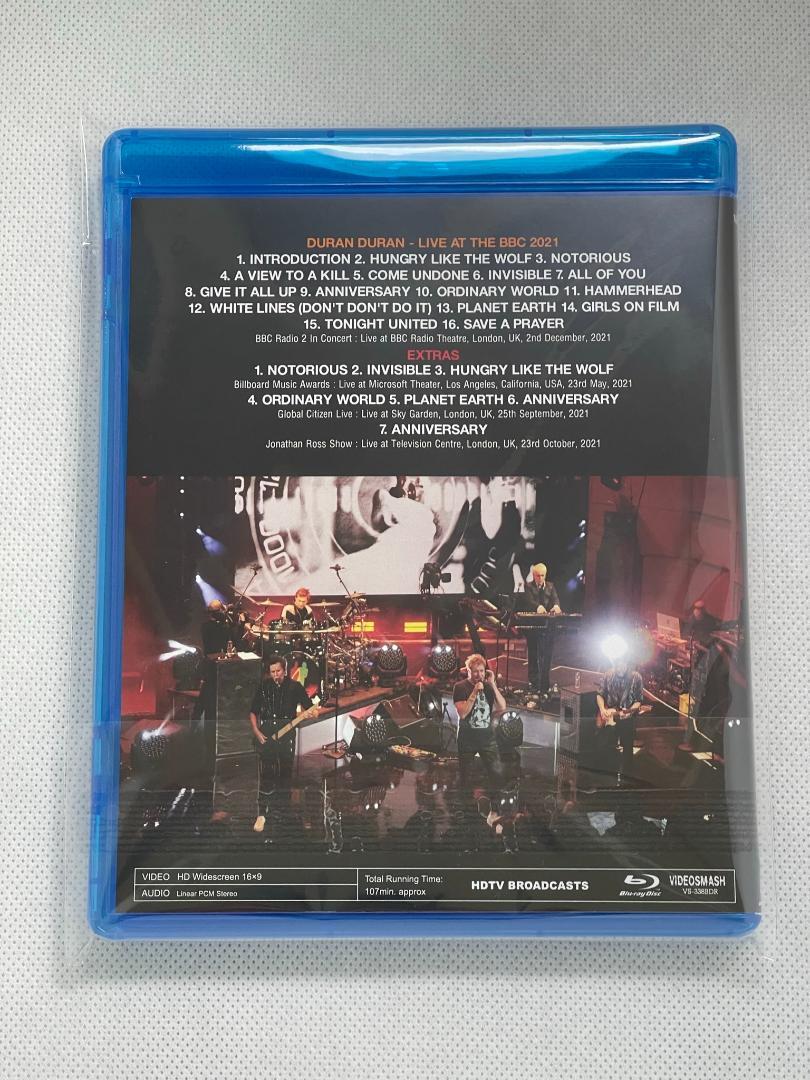 DURAN DURAN - LIVE AT THE BBC 2021
1. INTRODUCTION 2. HUNGRY LIKE THE WOLF 3. NOTORIOUS
4. A VIEW TO A KILL 5. COME UNDONE 6. INVISIBLE 7. ALL OF YOU
8. GIVE IT ALL UP 9. ANNIVERSARY 10. ORDINARY WORLD 11. HAMMERHEAD
12. WHITE LINES (DON'T DON'T DO IT) 13. PLANET EARTH 14. GIRLS ON FILM
15. TONIGHT UNITED 16. SAVE A PRAYER
BBC Radio 2 In Concert : Live at BBC Radio Theatre, London, UK, 2nd December, 2021
EXTRAS
1. NOTORIOUS 2. INVISIBLE 3. HUNGRY LIKE THE WOLF
Billboard Music Awards : Live at Microsoft Theater, Los Angeles, California, USA, 23rd May, 2021
4. ORDINARY WORLD 5. PLANET EARTH 6. ANNIVERSARY
Global Citizen Live : Live at Sky Garden, London, UK, 25th September, 2021
7. ANNIVERSARY
Jonathan Ross Show : Live at Television Centre, London, UK, 23rd October, 2021
VIDEO HD Widescreen 16×9
AUDIO Linear PCM Stereo
Total Running Time:
107min. approx
HDTV BROADCASTS
Blu-ray Disc
VIDEOSMASH